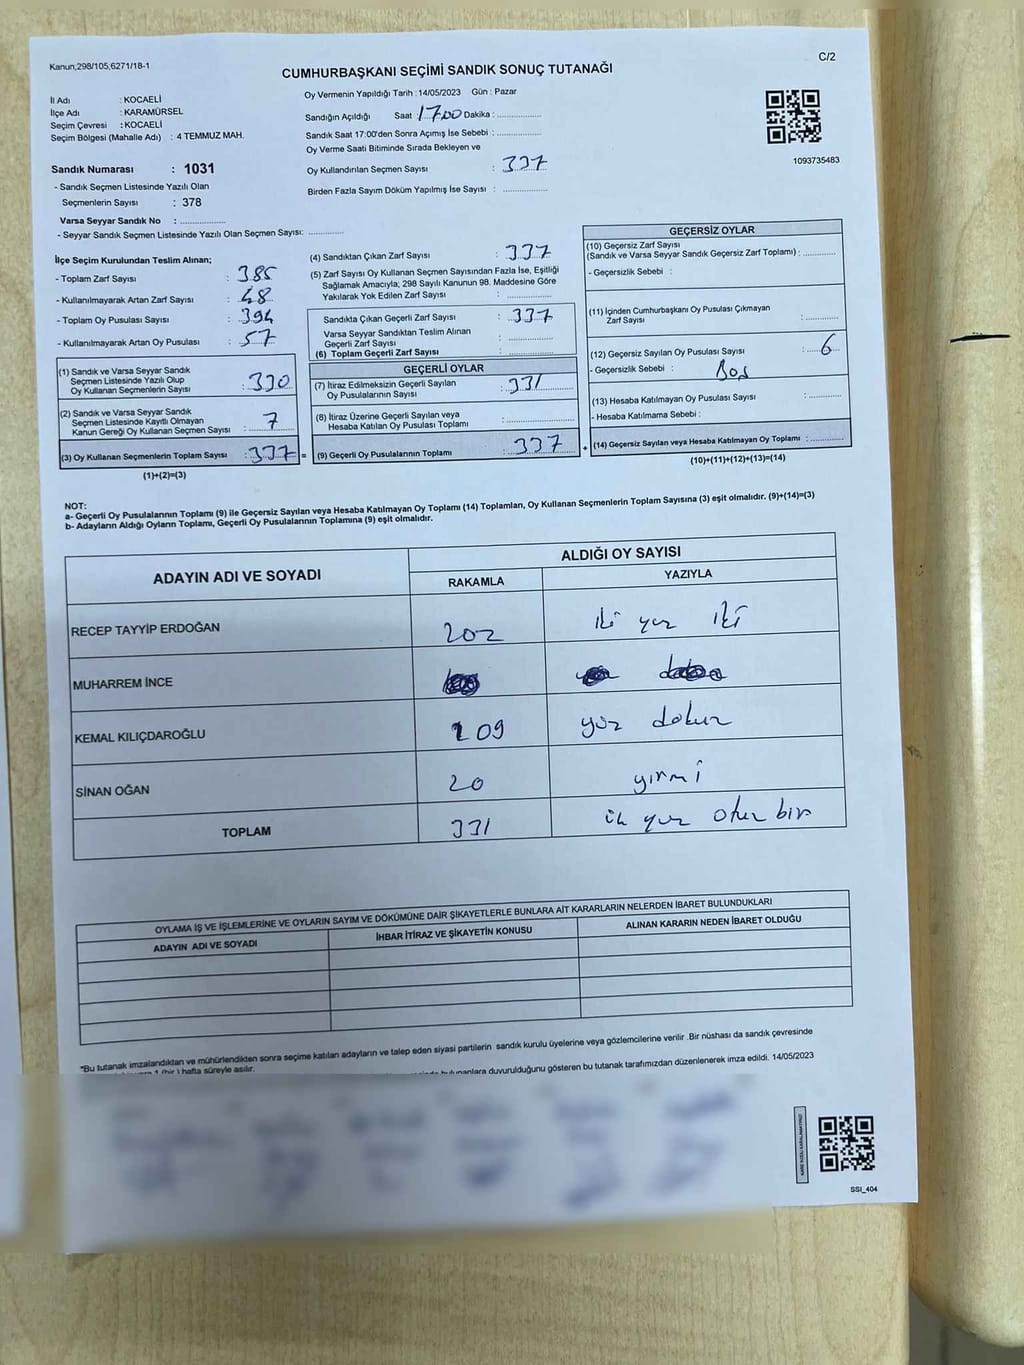 Kanun;298/105;6271/18-1
C/2
CUMHURBAŞKANI SEÇİMİ SANDIK SONUÇ TUTANAĞI
İl Adı : KOCAELİ
İlçe Adı : KARAMÜRSEL
Seçim Çevresi : KOCAELİ
Seçim Bölgesi (Mahalle Adı) : 4 TEMMUZ MAH.
Sandık Numarası : 1031
- Sandık Seçmen Listesinde Yazılı Olan
Seçmenlerin Sayısı : 378
Varsa Seyyar Sandık No : ....................
- Seyyar Sandık Seçmen Listesinde Yazılı Olan Seçmen Sayısı: ..............
Oy Vermenin Yapıldığı Tarih : 14/05/2023 Gün : Pazar
Sandığın Açıldığı Saat : 17.00 Dakika : ..................
Sandık Saat 17:00'den Sonra Açımış İse Sebebi : ..................
Oy Verme Saati Bitiminde Sırada Bekleyen ve
Oy Kullandırılan Seçmen Sayısı : 337
Birden Fazla Sayım Döküm Yapılmış İse Sayısı : ..................
1093735483
İlçe Seçim Kurulundan Teslim Alınan;
- Toplam Zarf Sayısı : 385
- Kullanılmayarak Artan Zarf Sayısı : 48
- Toplam Oy Pusulası Sayısı : 394
- Kullanılmayarak Artan Oy Pusulası : 57
(1) Sandık ve Varsa Seyyar Sandık
Seçmen Listesinde Yazılı Olup
Oy Kullanan Seçmenlerin Sayısı : 330
(2) Sandık ve Varsa Seyyar Sandık
Seçmen Listesinde Kayıtlı Olmayan
Kanun Gereği Oy Kullanan Seçmen Sayısı : 7
(3) Oy Kullanan Seçmenlerin Toplam Sayısı : 337 =
(1)+(2)=(3)
(4) Sandıktan Çıkan Zarf Sayısı : 337
(5) Zarf Sayısı Oy Kullanan Seçmen Sayısından Fazla İse, Eşitliği
Sağlamak Amacıyla; 298 Sayılı Kanunun 98. Maddesine Göre
Yakılarak Yok Edilen Zarf Sayısı : ..................
Sandıkta Çıkan Geçerli Zarf Sayısı : 337
Varsa Seyyar Sandıktan Teslim Alınan
Geçerli Zarf Sayısı : ..................
(6) Toplam Geçerli Zarf Sayısı : ..................
GEÇERLİ OYLAR
(7) İtiraz Edilmeksizin Geçerli Sayılan
Oy Pusulasının Sayısı : 331
(8) İtiraz Üzerine Geçerli Sayılan veya
Hesaba Katılan Oy Pusulası Toplamı : ..................
(9) Geçerli Oy Pusulalarının Toplamı : 337 +
GEÇERSİZ OYLAR
(10) Geçersiz Zarf Sayısı
(Sandık ve Varsa Seyyar Sandık Geçersiz Zarf Toplamı) : ..............
- Geçersizlik Sebebi :
(11) İçinden Cumhurbaşkanı Oy Pusulası Çıkmayan
Zarf Sayısı : ..............
(12) Geçersiz Sayılan Oy Pusulası Sayısı : 6
- Geçersizlik Sebebi : Boş
(13) Hesaba Katılmayan Oy Pusulası Sayısı : ..............
- Hesaba Katılmama Sebebi :
(14) Geçersiz Sayılan veya Hesaba Katılmayan Oy Toplamı : ..............
(10)+(11)+(12)+(13)=(14)
NOT:
a- Geçerli Oy Pusulalarının Toplamı (9) ile Geçersiz Sayılan veya Hesaba Katılmayan Oy Toplamı (14) Toplamları, Oy Kullanan Seçmenlerin Toplam Sayısına (3) eşit olmalıdır. (9)+(14)=(3)
b- Adayların Aldığı Oyların Toplamı, Geçerli Oy Pusulalarının Toplamına (9) eşit olmalıdır.
ADAYIN ADI VE SOYADI
ALDIĞI OY SAYISI
RAKAMLA YAZIYLA
RECEP TAYYİP ERDOĞAN 202 iki yüz iki
MUHARREM İNCE
KEMAL KILIÇDAROĞLU 109 yüz dokuz
SİNAN OĞAN 20 yirmi
TOPLAM 331 yüz otuz bir
OYLAMA İŞ VE İŞLEMLERİNE VE OYLARIN SAYIM VE DÖKÜMÜNE DAİR ŞİKAYETLERLE BUNLARA AİT KARARLARIN NELERDEN İBARET BULUNDUKLARI
ADAYIN ADI VE SOYADI İHBAR İTİRAZ VE ŞİKAYETİN KONUSU ALINAN KARARIN NEDEN İBARET OLDUĞU
*Bu tutanak imzalandıktan ve mühürlendikten sonra seçime katılan adayların ve talep eden siyasi partilerin sandık kurulu üyelerine veya gözlemcilerine verilir .Bir nüshası da sandık çevresinde
1 (bir ) hafta süreyle asılır.
bulunanlara duyurulduğunu gösteren bu tutanak tarafımızdan düzenlenerek imza edildi. 14/05/2023
KARE KODU KARALAMAYINIZ
SSİ_404